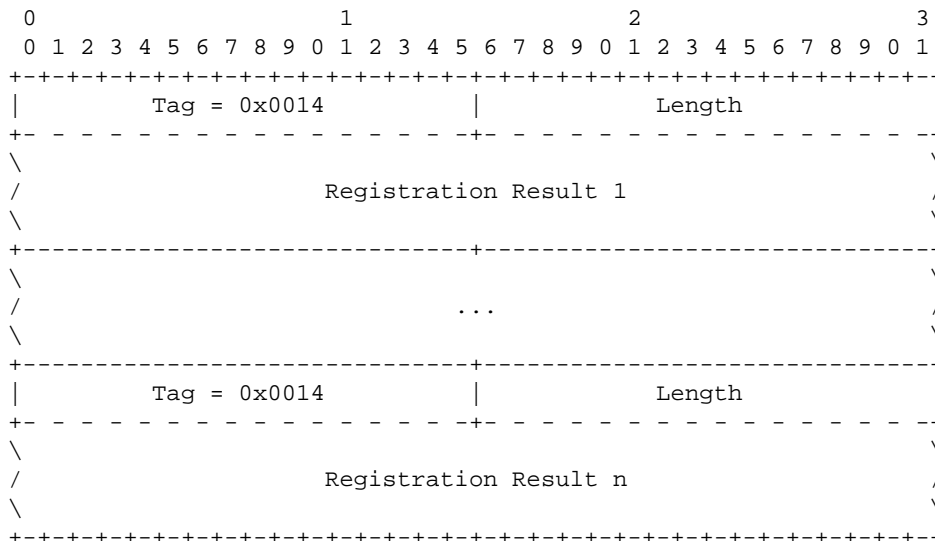 0                     1                   2                   3
 0 1 2 3 4 5 6 7 8 9 0 1 2 3 4 5 6 7 8 9 0 1 2 3 4 5 6 7 8 9 0 1
+-+-+-+-+-+-+-+-+-+-+-+-+-+-+-+-+-+-+-+-+-+-+-+-+-+-+-+-+-+-+-+--
|         Tag = 0x0014          |            Length
+- - - - - - - - - - - - - - - -+- - - - - - - - - - - - - - - --
\                                                               \
/                     Registration Result 1                     /
\                                                               \
+-------------------------------+--------------------------------
\                                                               \
/                              ...                              /
\                                                               \
+-------------------------------+--------------------------------
|         Tag = 0x0014          |            Length
+- - - - - - - - - - - - - - - -+- - - - - - - - - - - - - - - --
\                                                               \
/                     Registration Result n                     /
\                                                               \
+-+-+-+-+-+-+-+-+-+-+-+-+-+-+-+-+-+-+-+-+-+-+-+-+-+-+-+-+-+-+-+--